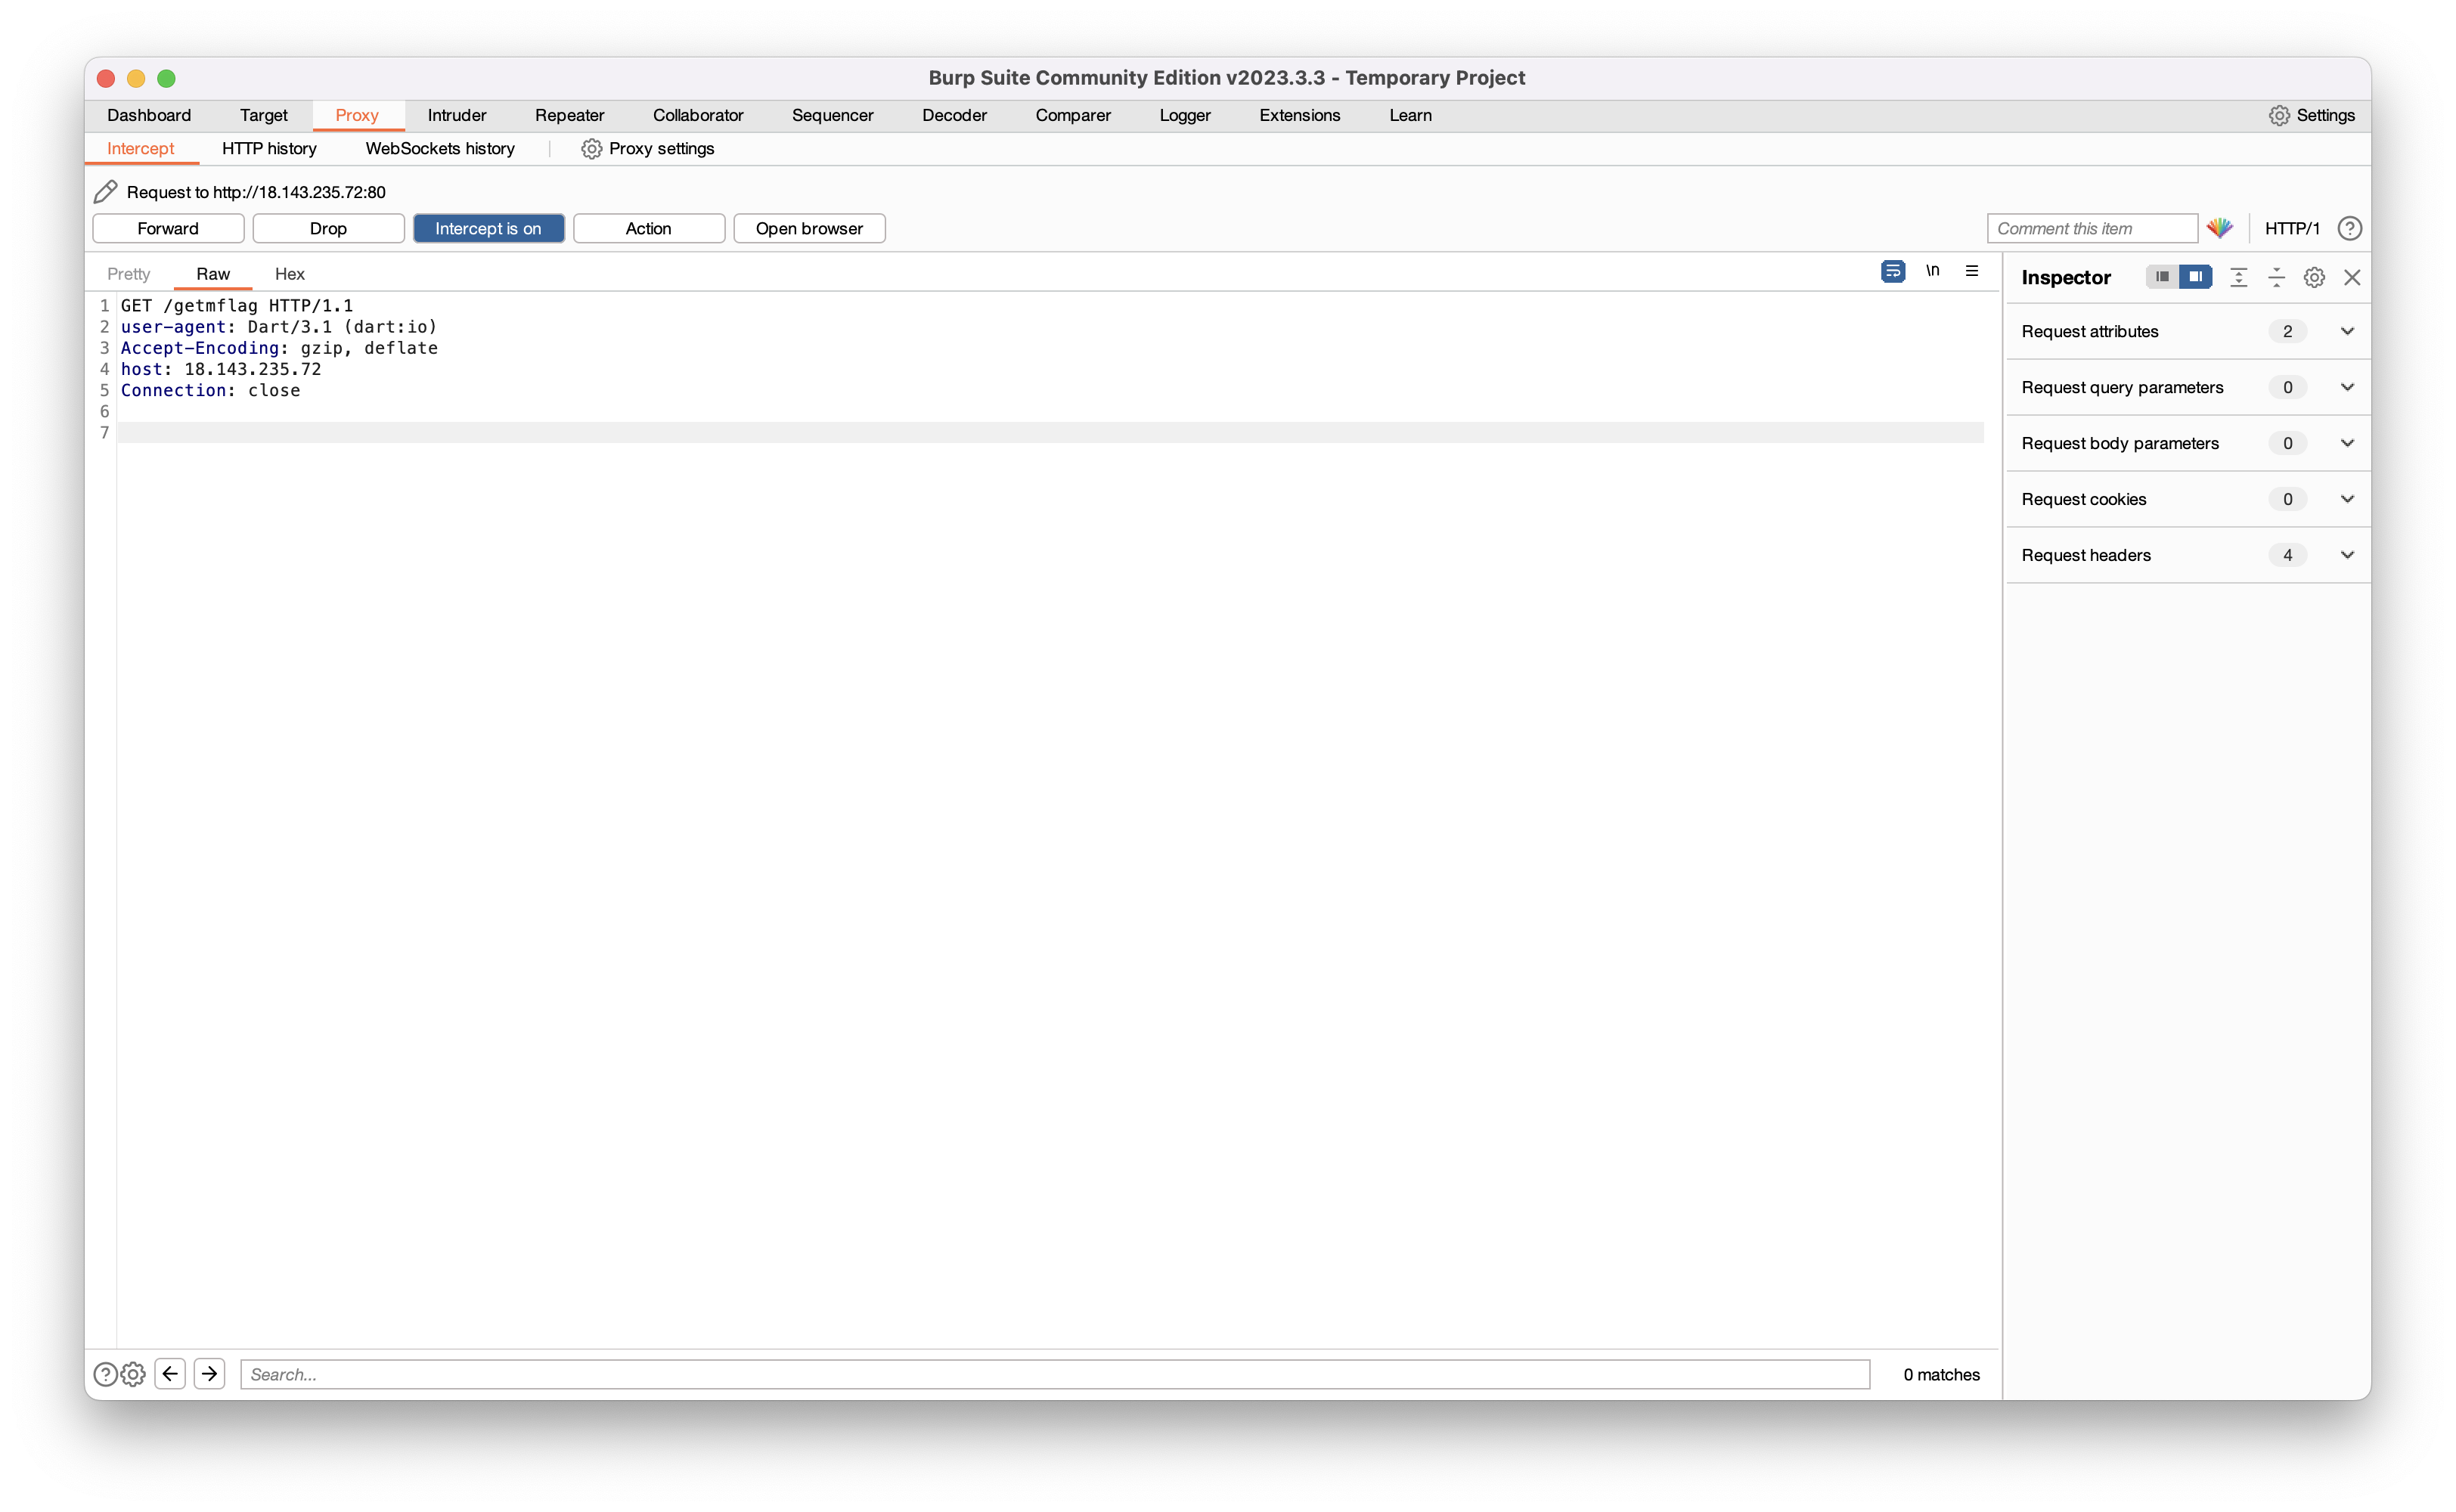 Burp Suite Community Edition v2023.3.3 - Temporary Project
Dashboard Target Proxy Intruder Repeater Collaborator Sequencer Decoder Comparer Logger Extensions Learn Settings
Intercept HTTP history WebSockets history Proxy settings
Request to http://18.143.235.72:80
Forward Drop Intercept is on Action Open browser Comment this item HTTP/1 ?
Pretty Raw Hex \n
Inspector
1 GET /getmflag HTTP/1.1
2 user-agent: Dart/3.1 (dart:io)
3 Accept-Encoding: gzip, deflate
4 host: 18.143.235.72
5 Connection: close
6
7
Request attributes 2
Request query parameters 0
Request body parameters 0
Request cookies 0
Request headers 4
? Search... 0 matches